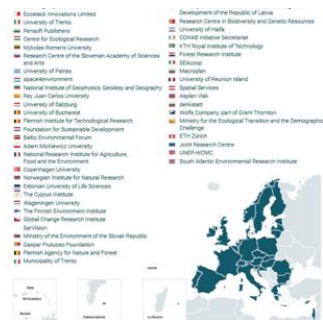 Ecostack Innovations Limited
University of Trento
Pensoft Publishers
Centre for Ecological Research
Mykolas Romeris University
Research Centre of the Slovenian Academy of Sciences
and Arts
University of Patras
space4environment
National Institute of Geophysics, Geodesy and Geography
Rey Juan Carlos University
University of Salzburg
University of Bucharest
Flemish Institute for Technological Research
Foundation for Sustainable Development
Baltic Environmental Forum
Adam Mickiewicz University
National Research Institute for Agriculture,
Food and the Environment
Copenhagen University
Norwegian Institute for Natural Research
Estonian University of Life Sciences
The Cyprus Institute
Wageningen University
The Finnish Environment Institute
Global Change Research Institute
SarVision
Ministry of the Environment of the Slovak Republic
Gaspar Frutuoso Foundation
Flemish Agency for Nature and Forest
Municipality of Trento
Development of the Republic of Latvia
Research Centre in Biodiversity and Genetic Resources
University of Haifa
COHAB Initiative Secretariat
KTH Royal Institute of Technology
Forest Research Institute
SEAcoop
Macroplan
University of Reunion Island
Spatial Services
Asplan Viak
denkstatt
Wolfs Company, part of Grant Thornton
Ministry for the Ecological Transition and the Demographic
Challenge
ETH Zürich
Joint Research Centre
UNEP-WCMC
South Atlantic Environmental Research Institute